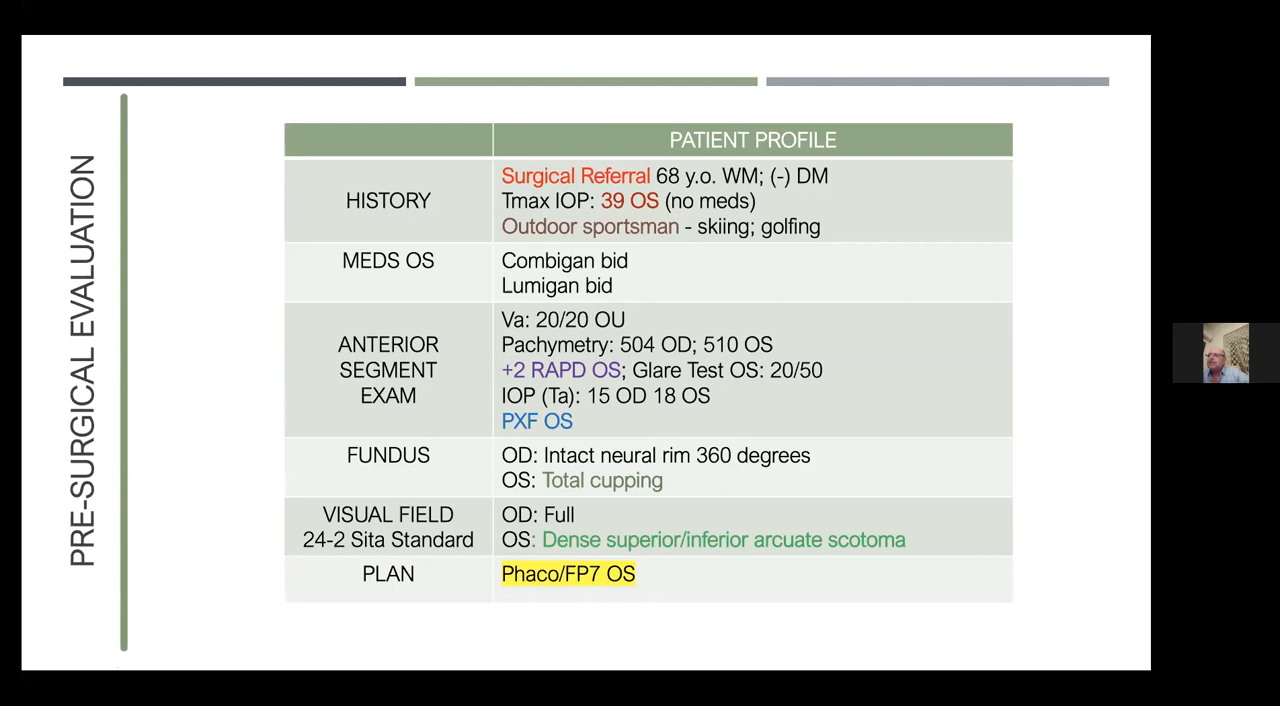 PRE-SURGICAL EVALUATION
PATIENT PROFILE
HISTORY
Surgical Referral 68 y.o. WM; (-) DM
Tmax IOP: 39 OS (no meds)
Outdoor sportsman - skiing; golfing
MEDS OS
Combigan bid
Lumigan bid
ANTERIOR
SEGMENT
EXAM
Va: 20/20 OU
Pachymetry: 504 OD; 510 OS
+2 RAPD OS; Glare Test OS: 20/50
IOP (Ta): 15 OD 18 OS
PXF OS
FUNDUS
OD: Intact neural rim 360 degrees
OS: Total cupping
VISUAL FIELD
24-2 Sita Standard
OD: Full
OS: Dense superior/inferior arcuate scotoma
PLAN
Phaco/FP7 OS